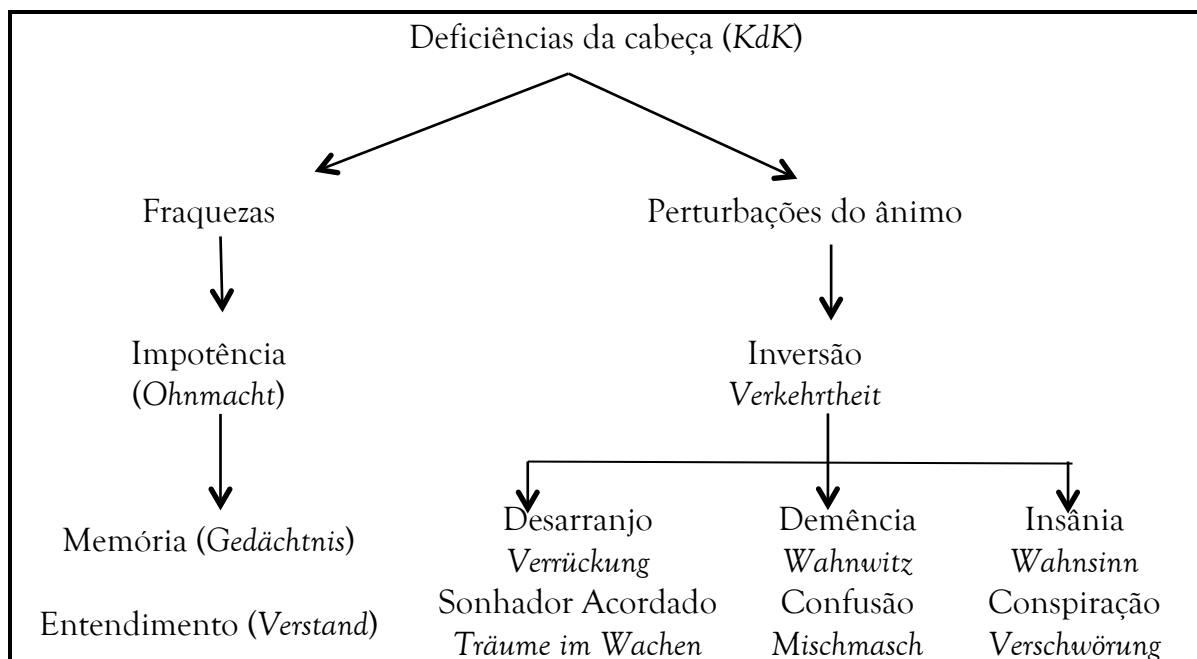 Deficiências da cabeça (KdK)
Fraquezas
Perturbações do ânimo
Impotência
(Ohnmacht)
Inversão
Verkehrtheit
Memória (Gedächtnis)
Entendimento (Verstand)
Desarranjo
Verrückung
Sonhador Acordado
Träume im Wachen
Demência
Wahnwitz
Confusão
Mischmasch
Insânia
Wahnsinn
Conspiração
Verschwörung